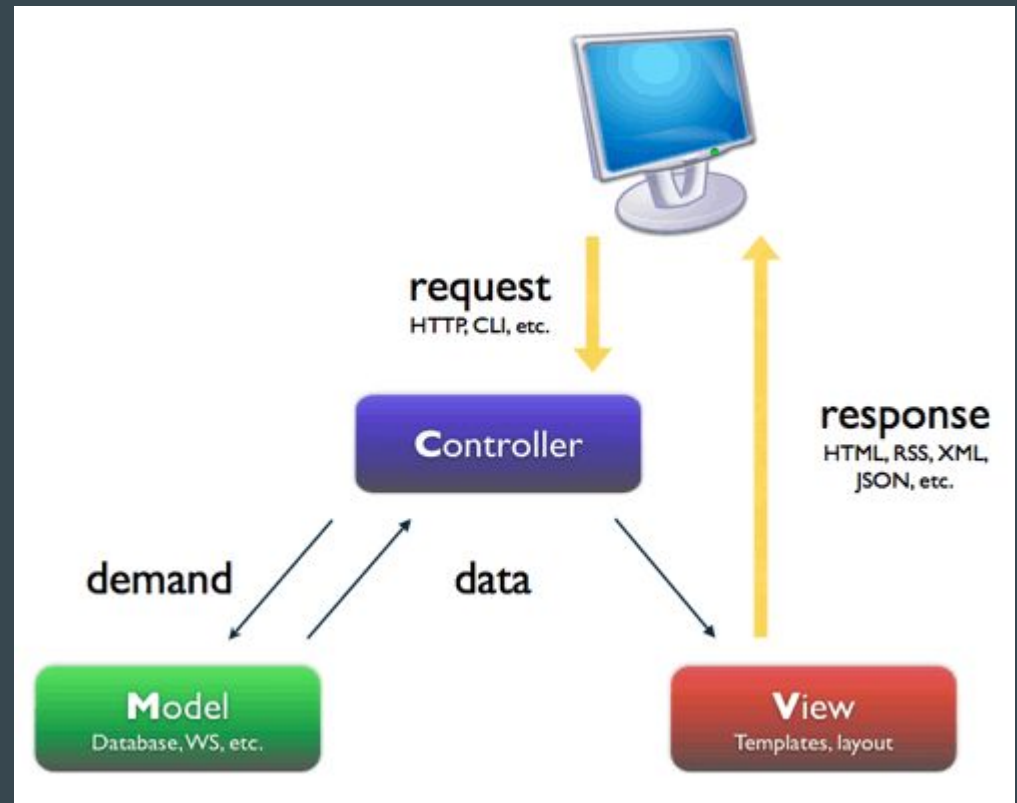 request
HTTP, CLI, etc.
Controller
response
HTML, RSS, XML,
JSON, etc.
demand
data
Model
Database, WS, etc.
View
Templates, layout